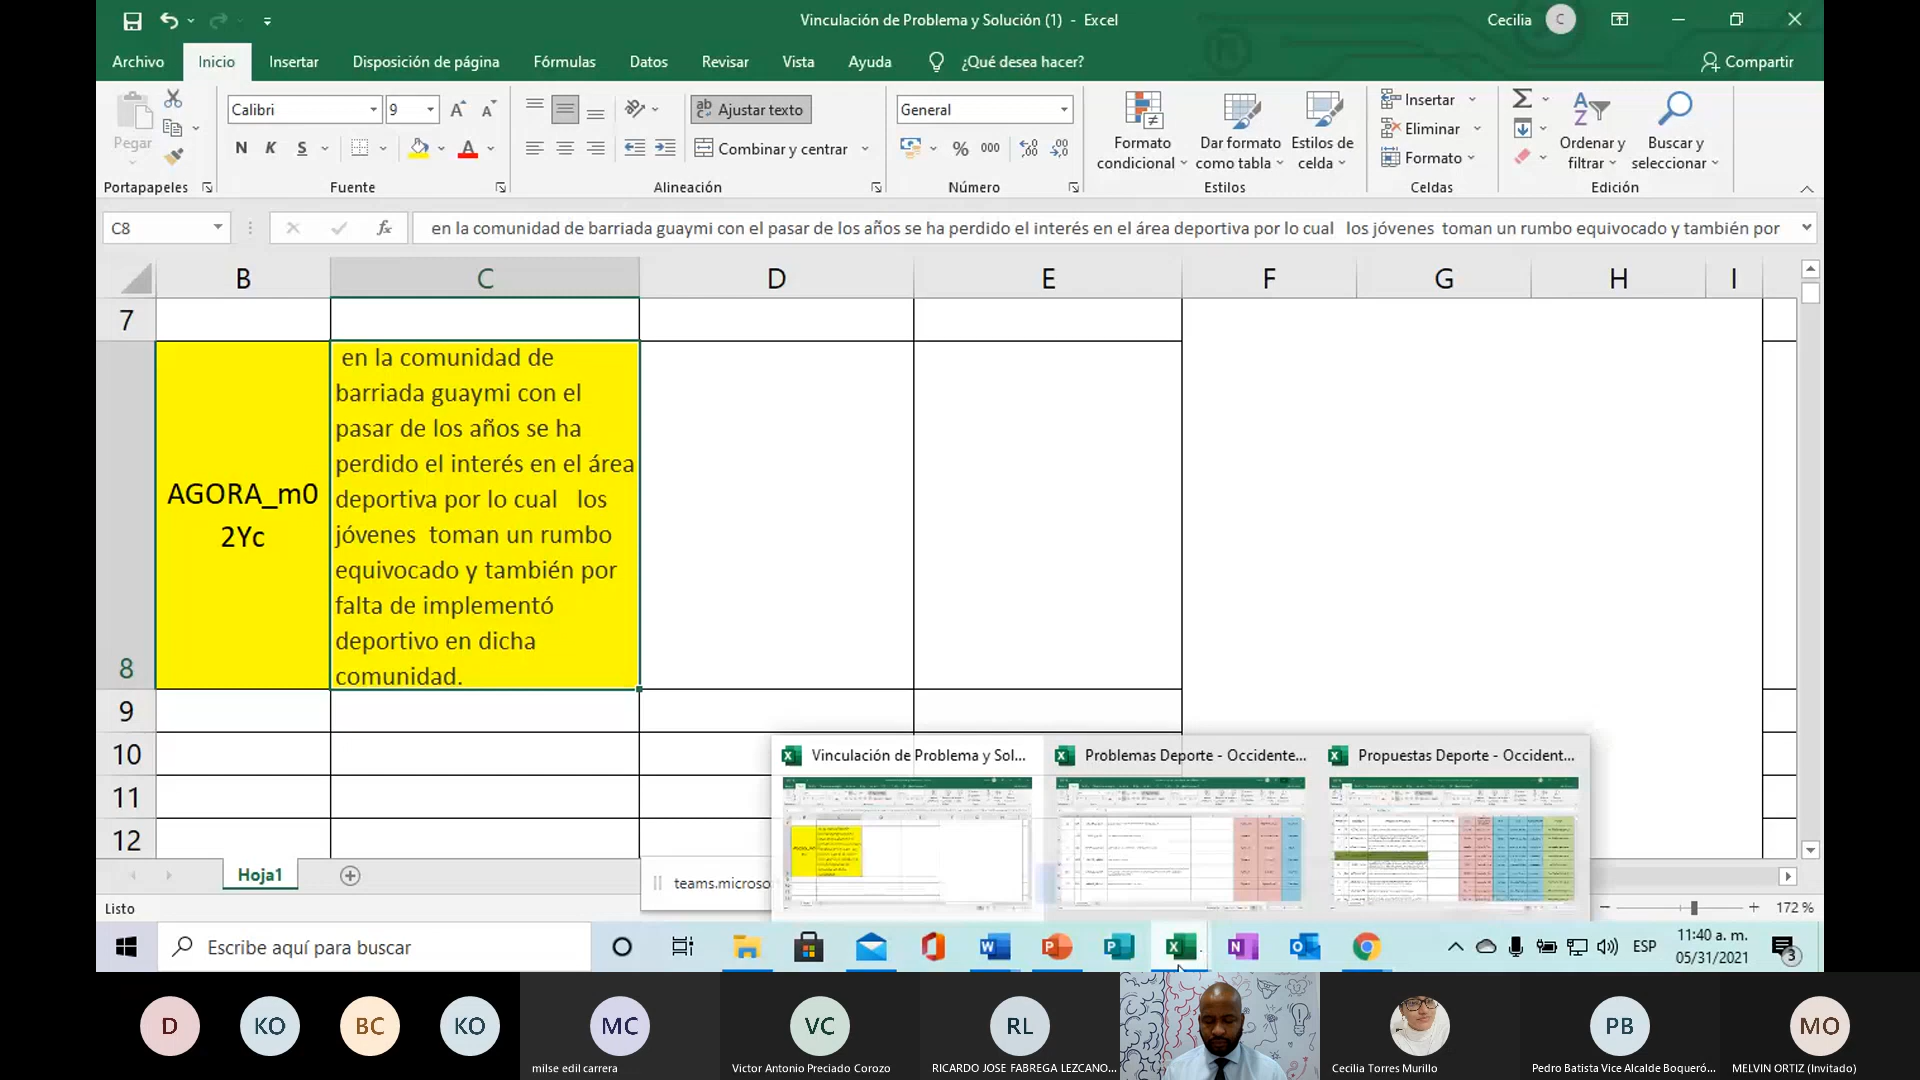 Vinculación de Problema y Solución (1) - Excel
Cecilia
C
Archivo
Inicio
Insertar
Disposición de página
Fórmulas
Datos
Revisar
Vista
Ayuda
¿Qué desea hacer?
Compartir
Pegar
Calibri
9
N K S
Ajustar texto
Combinar y centrar
General
% 000
Formato condicional
Dar formato como tabla
Estilos de celda
Insertar
Eliminar
Formato
Ordenar y filtrar
Buscar y seleccionar
Portapapeles
Fuente
Alineación
Número
Estilos
Celdas
Edición
C8
fx
en la comunidad de barriada guaymi con el pasar de los años se ha perdido el interés en el área deportiva por lo cual los jóvenes toman un rumbo equivocado y también por
B C D E F G H I
7
8
9
10
11
12
AGORA_m0
2Yc
en la comunidad de
barriada guaymi con el
pasar de los años se ha
perdido el interés en el área
deportiva por lo cual los
jóvenes toman un rumbo
equivocado y también por
falta de implementó
deportivo en dicha
comunidad.
Vinculación de Problema y Sol...
Problemas Deporte - Occidente...
Propuestas Deporte - Occident...
Hoja1
teams.microso
Listo
172 %
Escribe aquí para buscar
ESP
11:40 a. m.
05/31/2021
3
D
KO
BC
KO
MC
milse edil carrera
VC
Victor Antonio Preciado Corozo
RL
RICARDO JOSE FABREGA LEZCANO...
Cecilia Torres Murillo
PB
Pedro Batista Vice Alcalde Boqueró...
MO
MELVIN ORTIZ (Invitado)